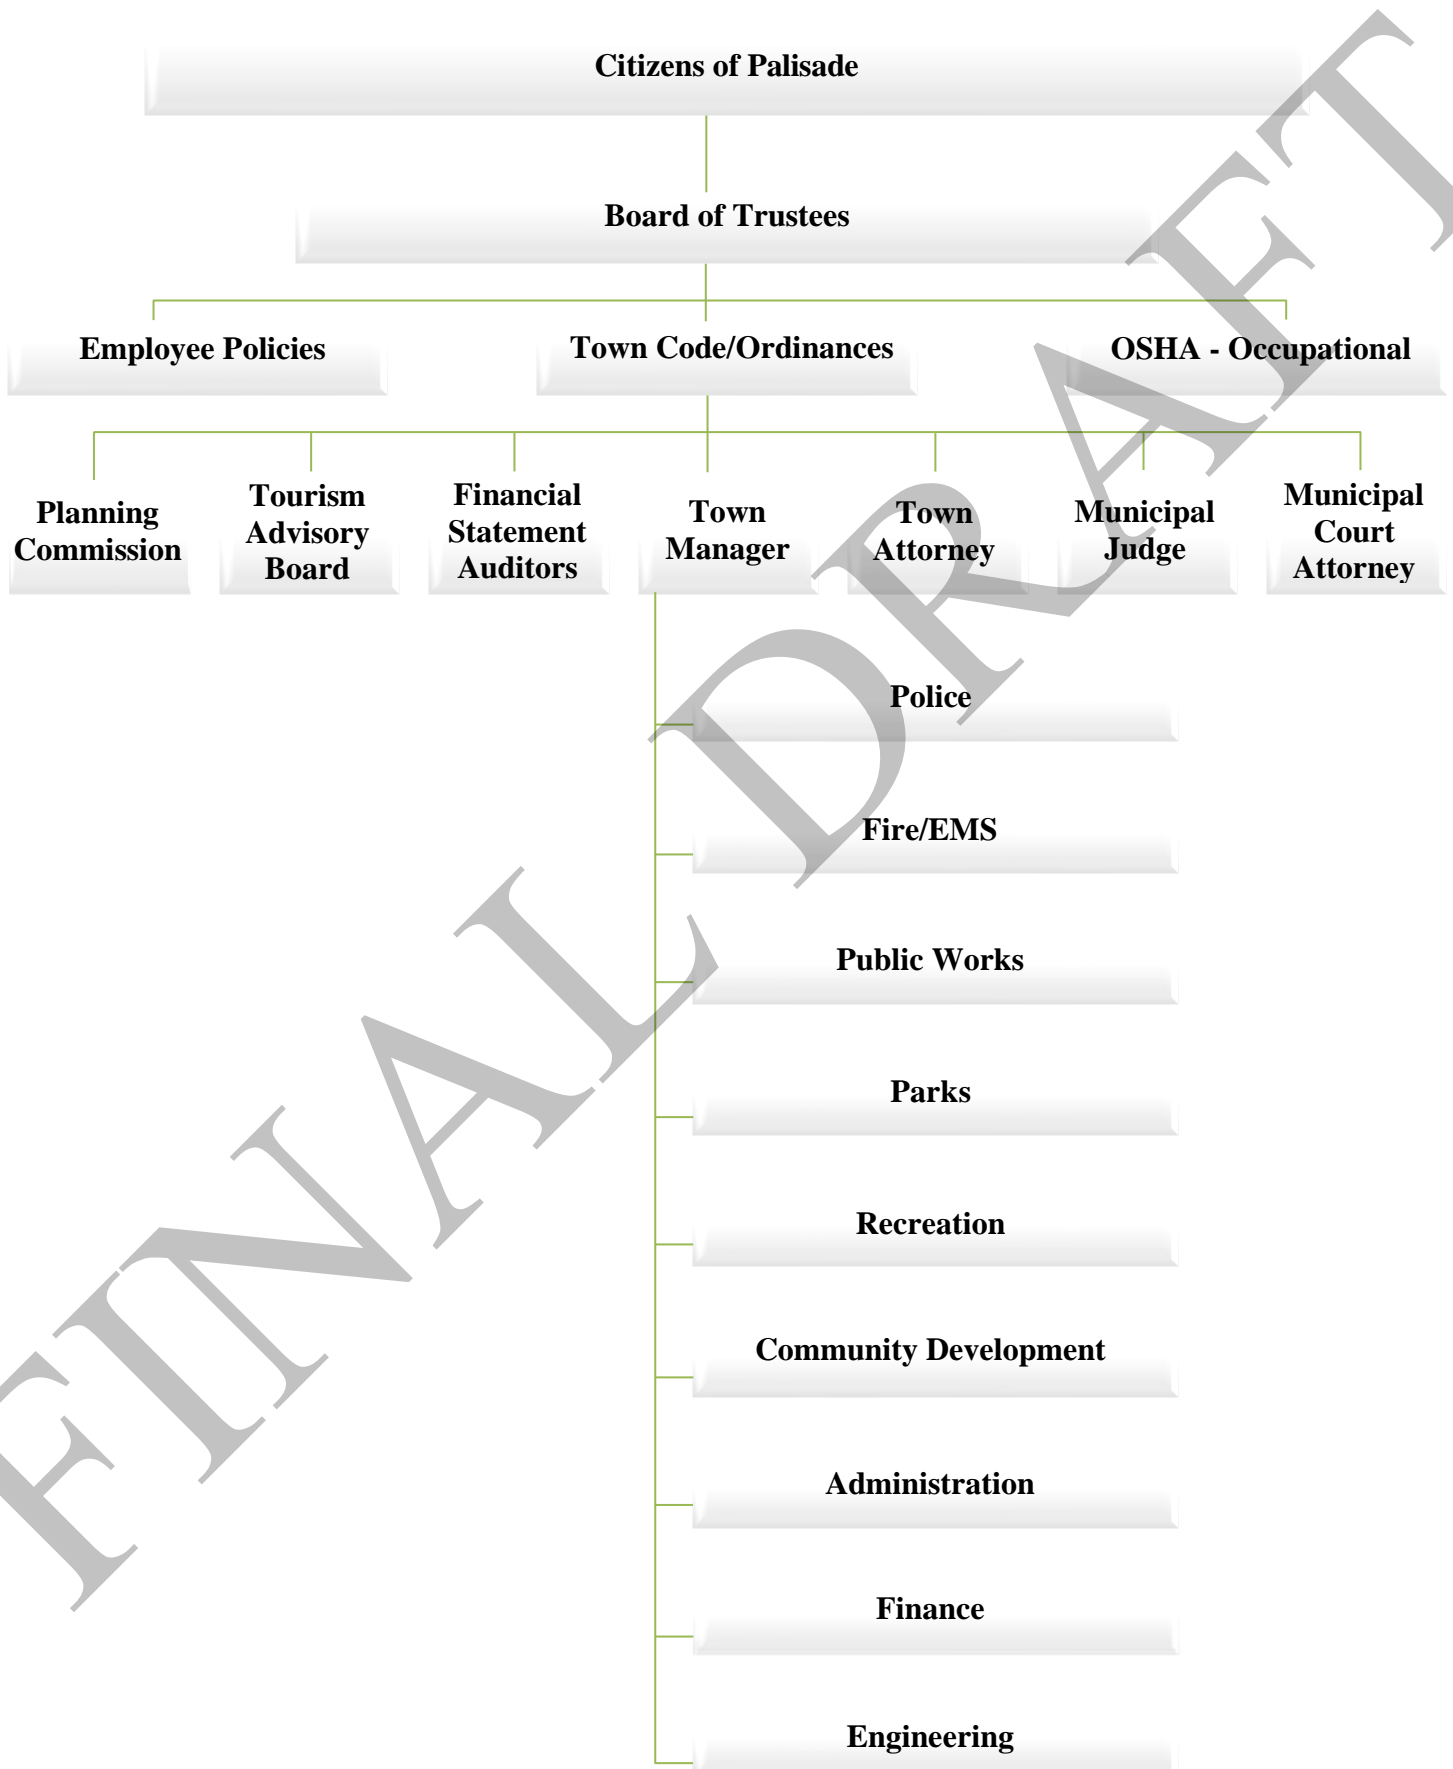 Citizens of Palisade
Board of Trustees
Employee Policies
Town Code/Ordinances
OSHA - Occupational
Planning
Commission
Tourism
Advisory
Board
Financial
Statement
Auditors
Town
Manager
Town
Attorney
Municipal
Judge
Municipal
Court
Attorney
Police
Fire/EMS
Public Works
Parks
Recreation
Community Development
Administration
Finance
Engineering
FINAL DRAFT